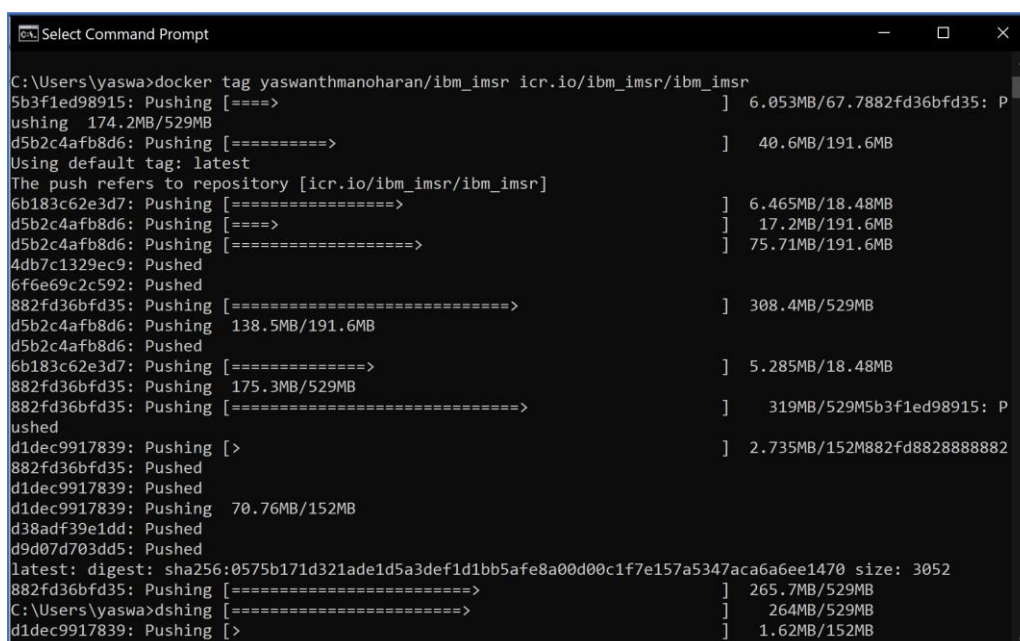 Select Command Prompt
C:\Users\yaswa>docker tag yaswanthmanoharan/ibm_imsr icr.io/ibm_imsr/ibm_imsr
5b3f1ed98915: Pushing [====>                                              ]  6.053MB/67.7882fd36bfd35: P
ushing  174.2MB/529MB
d5b2c4afb8d6: Pushing [==========>                                        ]   40.6MB/191.6MB
Using default tag: latest
The push refers to repository [icr.io/ibm_imsr/ibm_imsr]
6b183c62e3d7: Pushing [=================>                                 ]  6.465MB/18.48MB
d5b2c4afb8d6: Pushing [====>                                              ]   17.2MB/191.6MB
d5b2c4afb8d6: Pushing [===================>                               ]  75.71MB/191.6MB
4db7c1329ec9: Pushed
6f6e69c2c592: Pushed
882fd36bfd35: Pushing [=============================>                     ]  308.4MB/529MB
d5b2c4afb8d6: Pushing  138.5MB/191.6MB
d5b2c4afb8d6: Pushed
6b183c62e3d7: Pushing [==============>                                    ]  5.285MB/18.48MB
882fd36bfd35: Pushing  175.3MB/529MB
882fd36bfd35: Pushing [==============================>                    ]    319MB/529M5b3f1ed98915: P
ushed
d1dec9917839: Pushing [>                                                  ]  2.735MB/152M882fd8828888882
882fd36bfd35: Pushed
d1dec9917839: Pushed
d1dec9917839: Pushing  70.76MB/152MB
d38adf39e1dd: Pushed
d9d07d703dd5: Pushed
latest: digest: sha256:0575b171d321ade1d5a3def1d1bb5afe8a00d00c1f7e157a5347aca6a6ee1470 size: 3052
882fd36bfd35: Pushing [=========================>                         ]  265.7MB/529MB
C:\Users\yaswa>dshing [========================>                          ]    264MB/529MB
d1dec9917839: Pushing [>                                                  ]   1.62MB/152MB